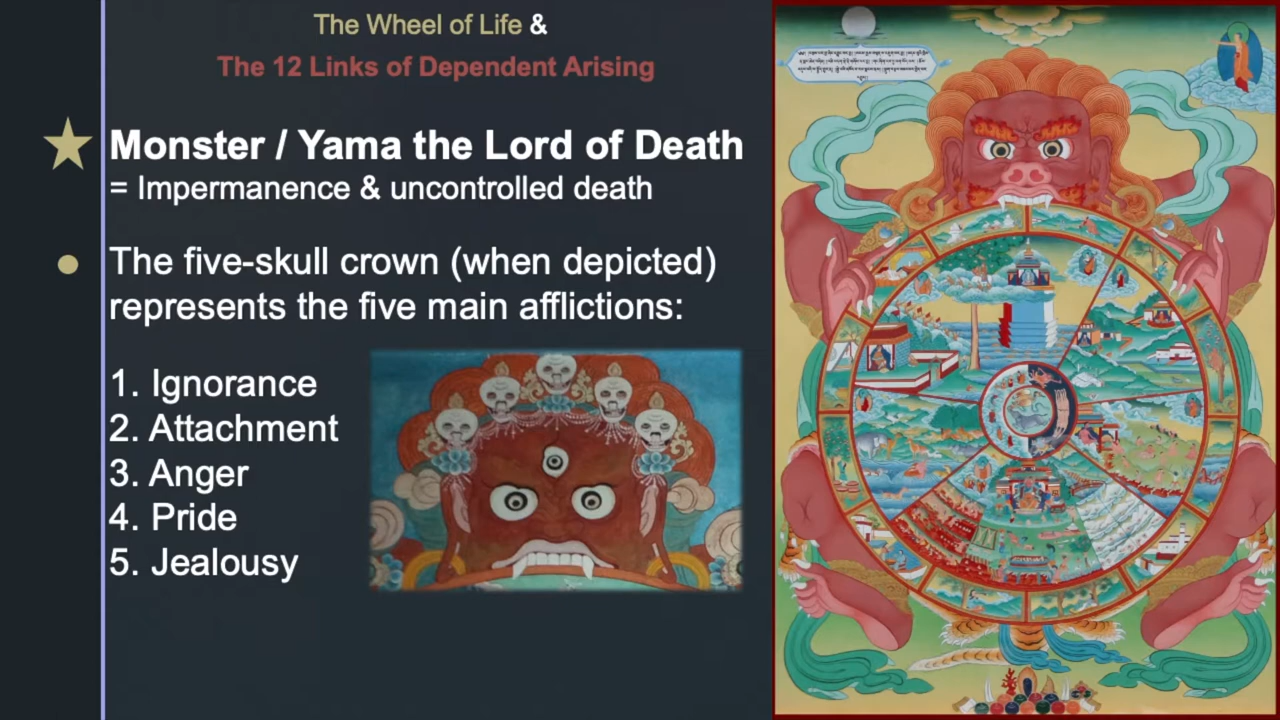 The Wheel of Life &
The 12 Links of Dependent Arising
Monster / Yama the Lord of Death
= Impermanence & uncontrolled death
The five-skull crown (when depicted)
represents the five main afflictions:
1. Ignorance
2. Attachment
3. Anger
4. Pride
5. Jealousy